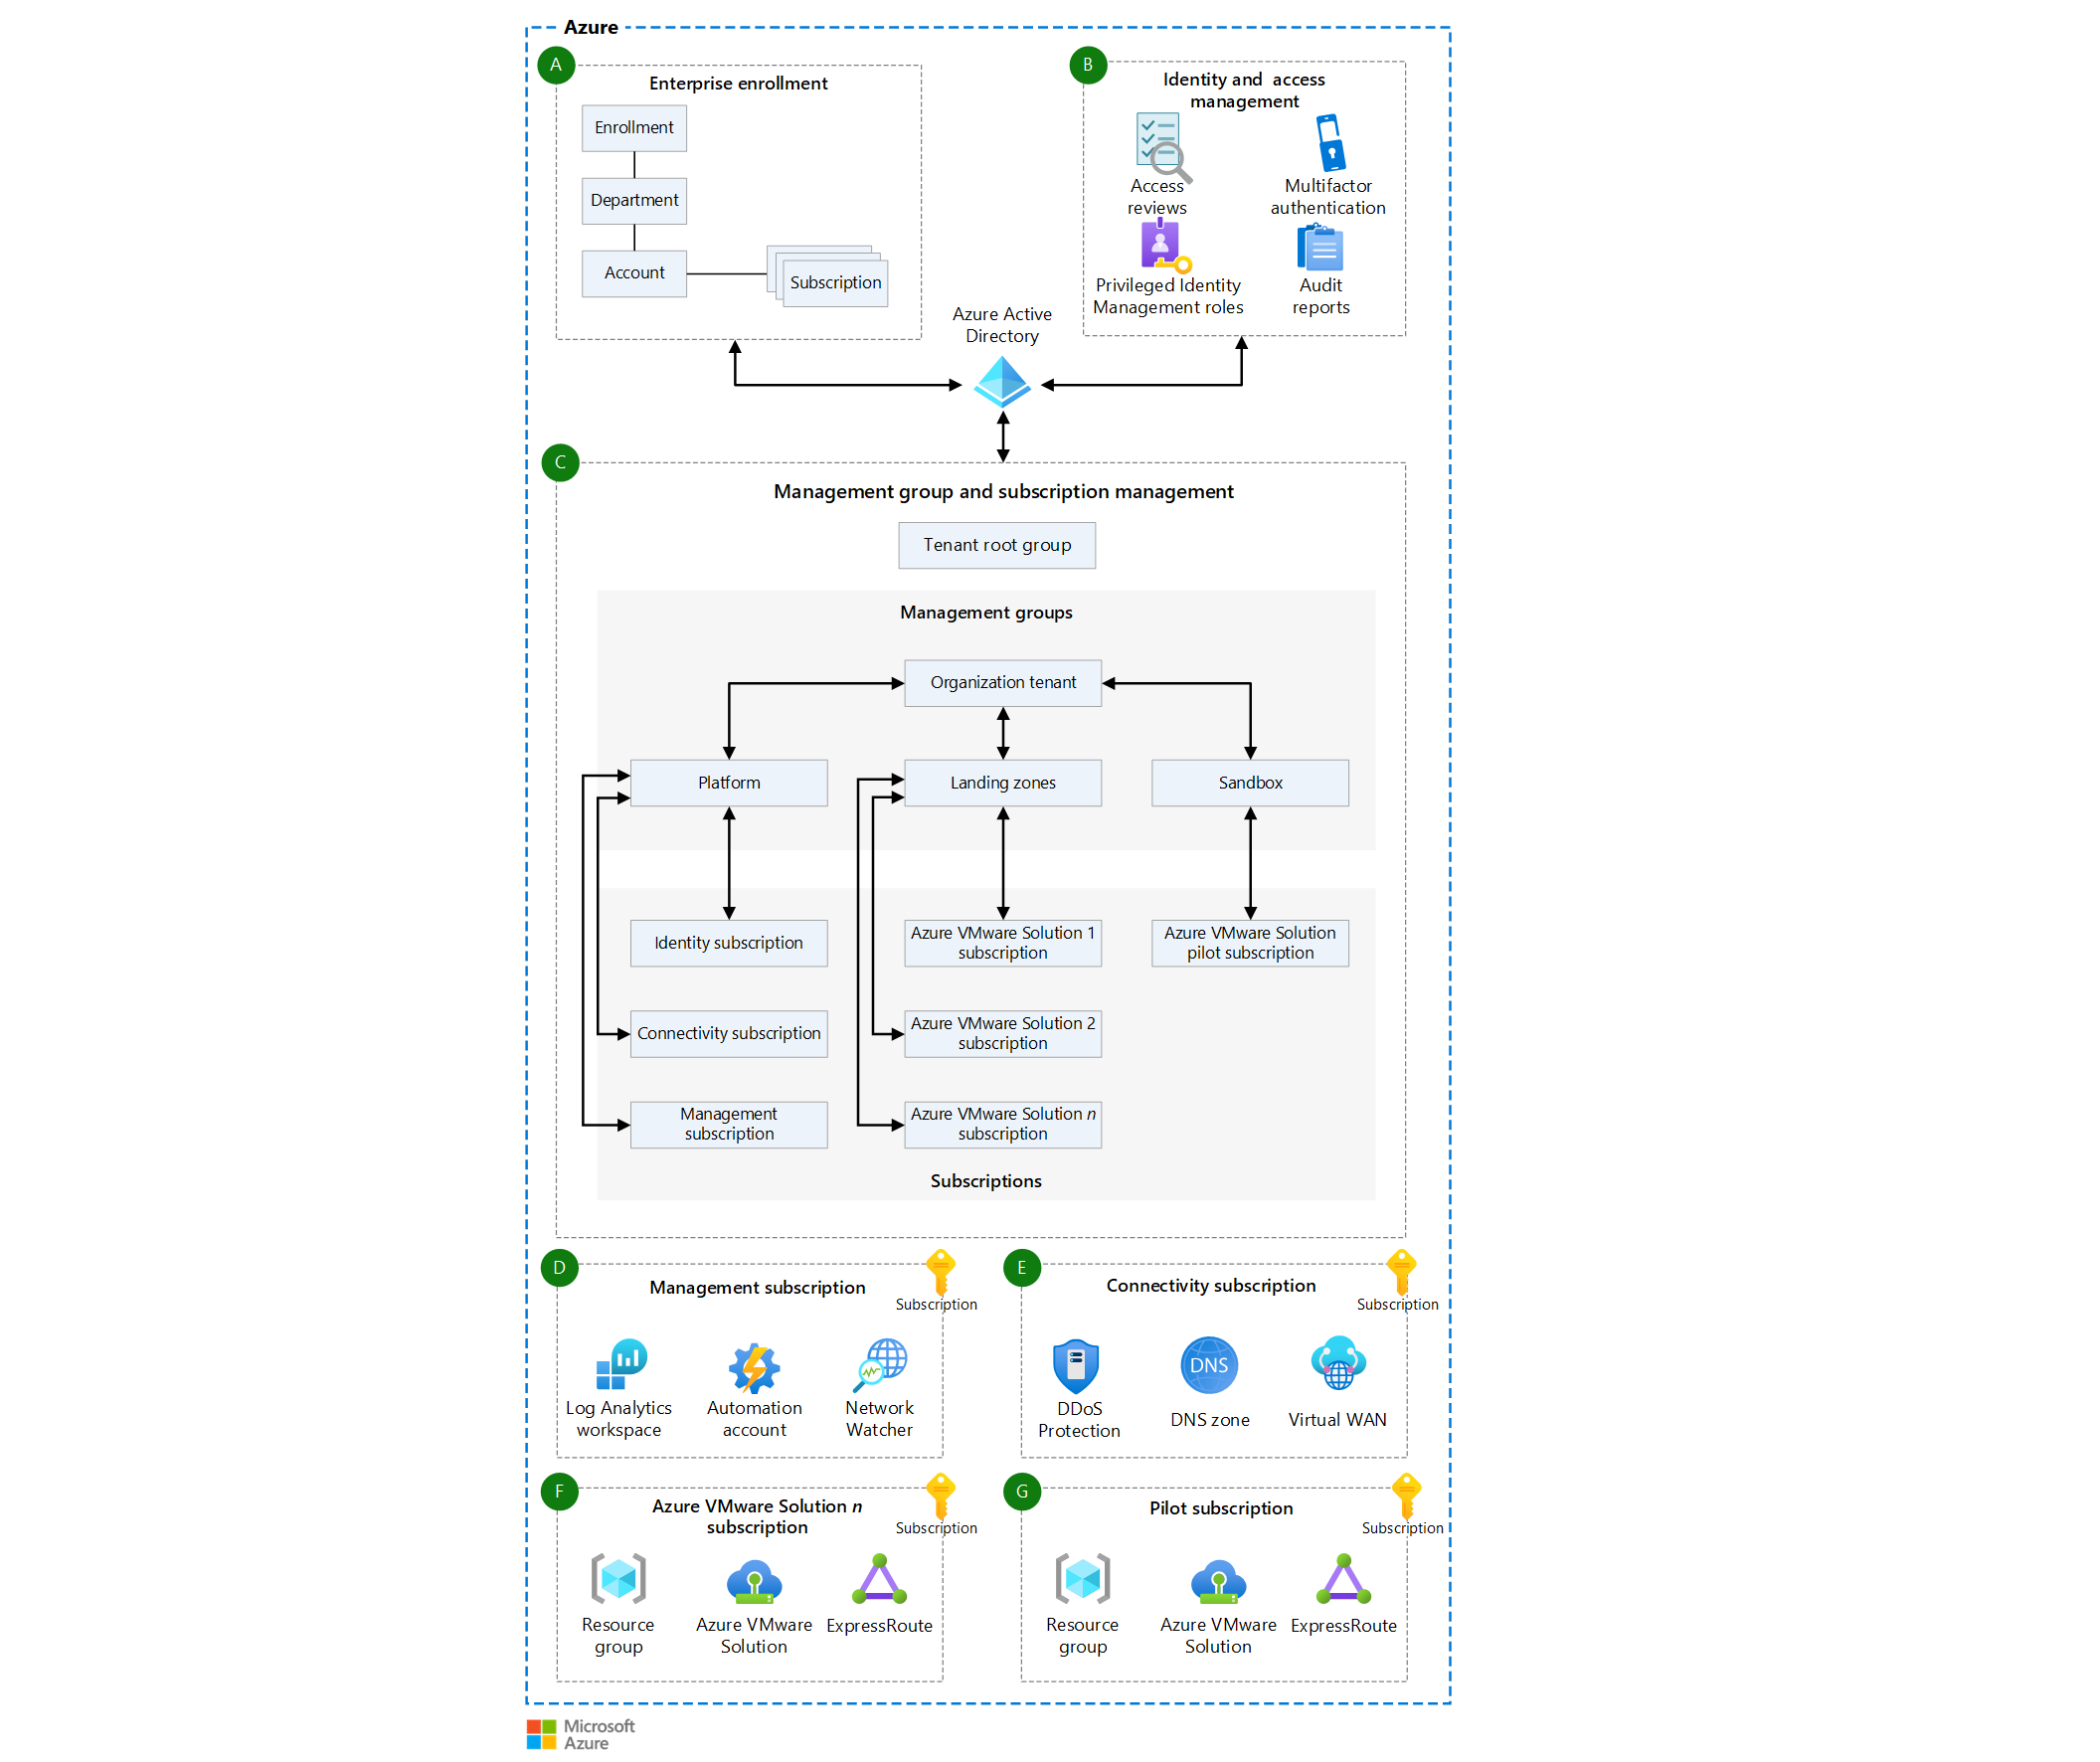 Azure
A
Enterprise enrollment
Enrollment
Department
Account
Subscription
B
Identity and access
management
Access
reviews
Multifactor
authentication
Privileged Identity
Management roles
Audit
reports
Azure Active
Directory
C
Management group and subscription management
Tenant root group
Management groups
Organization tenant
Platform
Landing zones
Sandbox
Identity subscription
Azure VMware Solution 1
subscription
Azure VMware Solution
pilot subscription
Connectivity subscription
Azure VMware Solution 2
subscription
Management
subscription
Azure VMware Solution n
subscription
Subscriptions
D
Management subscription
Subscription
Log Analytics
workspace
Automation
account
Network
Watcher
E
Connectivity subscription
Subscription
DDoS
Protection
DNS
DNS zone
Virtual WAN
F
Azure VMware Solution n
subscription
Subscription
Resource
group
Azure VMware
Solution
ExpressRoute
G
Pilot subscription
Subscription
Resource
group
Azure VMware
Solution
ExpressRoute
Microsoft
Azure